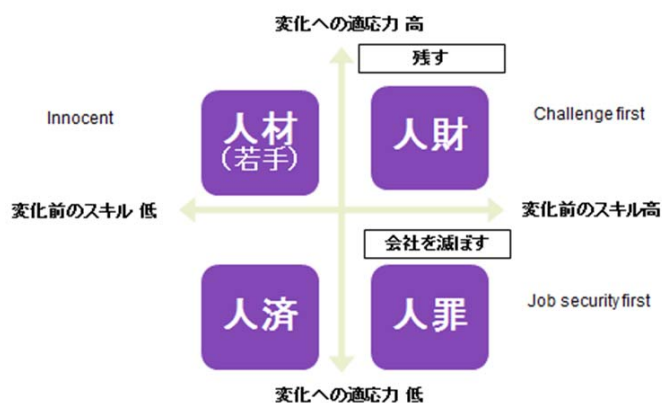 変化への適応力 高
残す
Innocent
人材
(若手)
人財
Challenge first
変化前のスキル 低
変化前のスキル高
会社を滅ぼす
人済
人罪
Job security first
変化への適応力 低